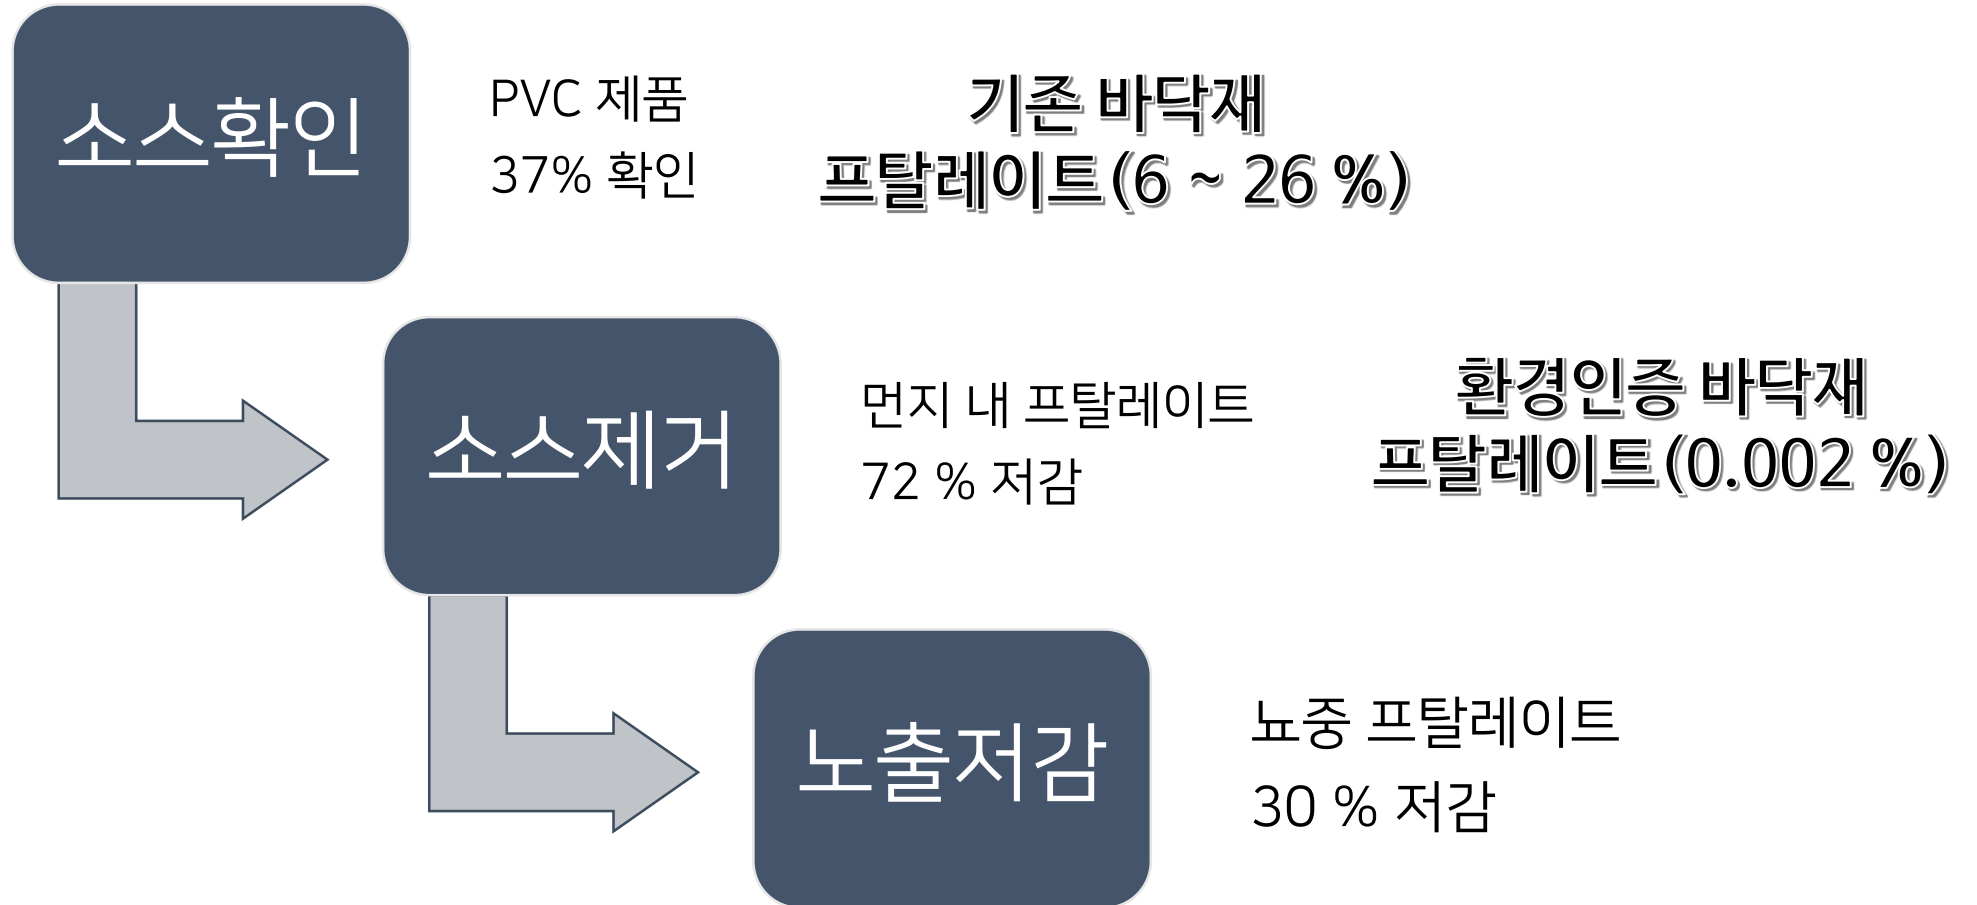 소스확인
PVC 제품
37% 확인
기존 바닥재
프탈레이트(6 ~ 26 %)
소스제거
먼지 내 프탈레이트
72 % 저감
환경인증 바닥재
프탈레이트(0.002 %)
노출저감
뇨중 프탈레이트
30 % 저감